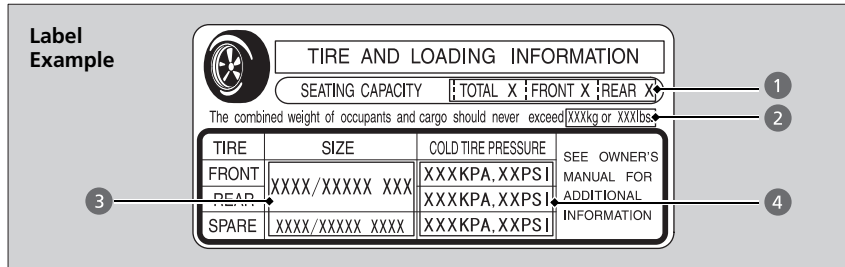 Label
Example
TIRE AND LOADING INFORMATION
SEATING CAPACITY TOTAL X FRONT X REAR X
1
The combined weight of occupants and cargo should never exceed XXXkg or XXXlbs.
2
TIRE SIZE COLD TIRE PRESSURE SEE OWNER'S
MANUAL FOR
ADDITIONAL
INFORMATION
FRONT XXXX/XXXXX XXX XXXKPA,XXPSI
3
REAR XXXKPA,XXPSI
4
SPARE XXXX/XXXXX XXXX XXXKPA,XXPSI